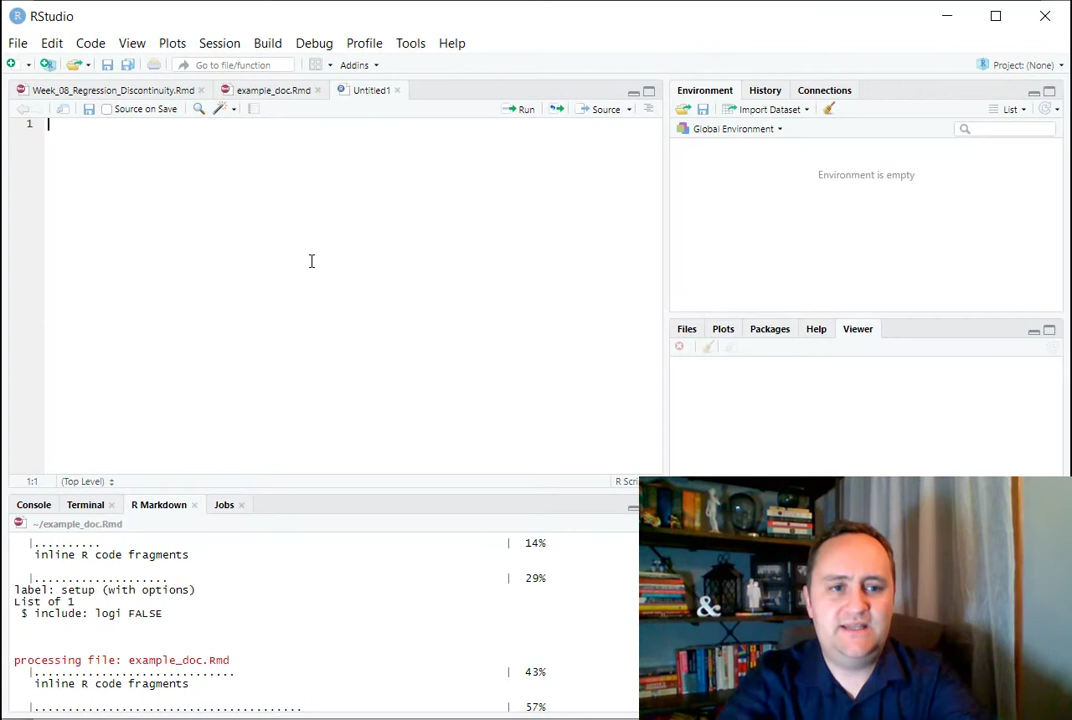 RStudio
File Edit Code View Plots Session Build Debug Profile Tools Help
Go to file/function Addins Project: (None)
Week_08_Regression_Discontinuity.Rmd example_doc.Rmd Untitled1
Source on Save Run Source
1
1:1 (Top Level) R Scri
Environment History Connections
Import Dataset List
Global Environment
Environment is empty
Files Plots Packages Help Viewer
Console Terminal R Markdown Jobs
~/example_doc.Rmd
|.......... | 14%
inline R code fragments
|.................... | 29%
label: setup (with options)
List of 1
$ include: logi FALSE
processing file: example_doc.Rmd
|.............................. | 43%
inline R code fragments
|........................................ | 57%
&